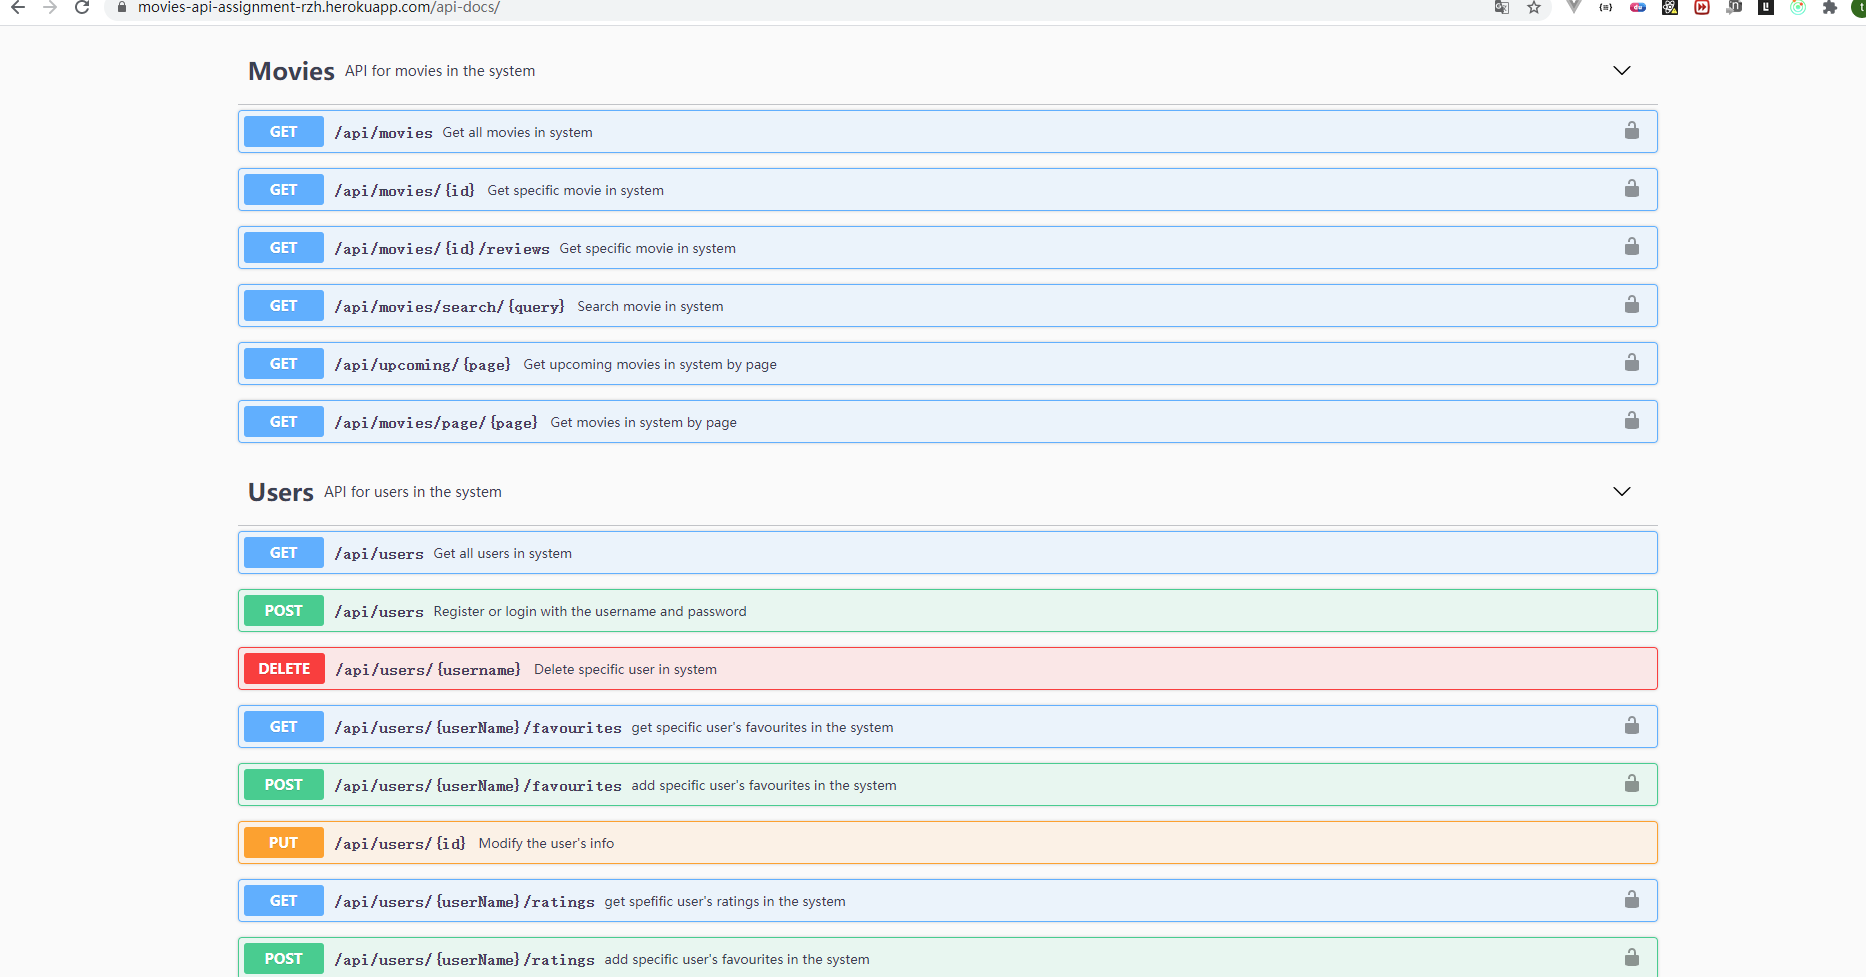 movies-api-assignment-rzh.herokuapp.com/api-docs/
Movies API for movies in the system
GET /api/movies Get all movies in system
GET /api/movies/{id} Get specific movie in system
GET /api/movies/{id}/reviews Get specific movie in system
GET /api/movies/search/{query} Search movie in system
GET /api/upcoming/{page} Get upcoming movies in system by page
GET /api/movies/page/{page} Get movies in system by page
Users API for users in the system
GET /api/users Get all users in system
POST /api/users Register or login with the username and password
DELETE /api/users/{username} Delete specific user in system
GET /api/users/{userName}/favourites get specific user's favourites in the system
POST /api/users/{userName}/favourites add specific user's favourites in the system
PUT /api/users/{id} Modify the user's info
GET /api/users/{userName}/ratings get spefific user's ratings in the system
POST /api/users/{userName}/ratings add specific user's favourites in the system